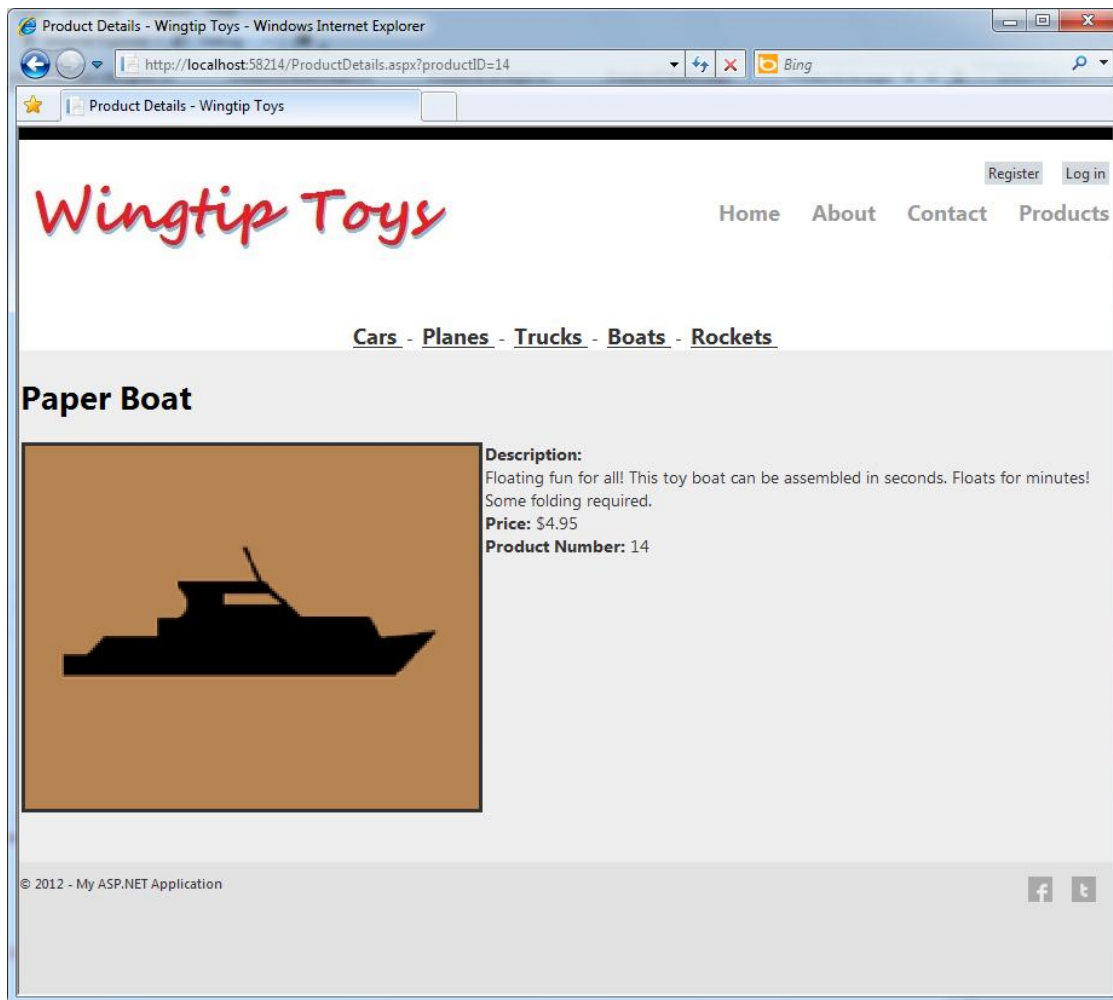 Product Details - Wingtip Toys - Windows Internet Explorer
http://localhost:58214/ProductDetails.aspx?productID=14
Bing
Product Details - Wingtip Toys
Register Log in
Wingtip Toys
Home About Contact Products
Cars - Planes - Trucks - Boats - Rockets
Paper Boat
Description:
Floating fun for all! This toy boat can be assembled in seconds. Floats for minutes!
Some folding required.
Price: $4.95
Product Number: 14
© 2012 - My ASP.NET Application